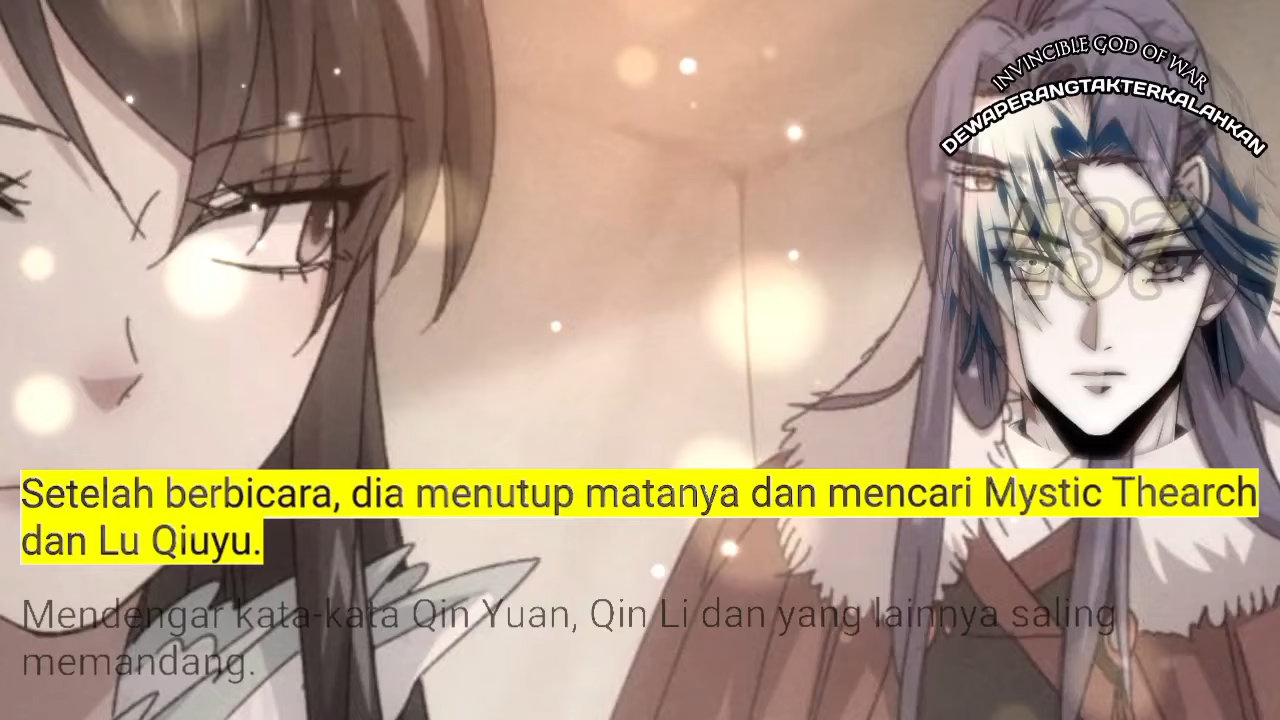 INVINCIBLE GOD OF WAR
DEWAPERANGTAKTERKALAHKAN
487
Setelah berbicara, dia menutup matanya dan mencari Mystic Thearch
dan Lu Qiuyu.
Mendengar kata-kata Qin Yuan, Qin Li dan yang lainnya saling
memandang.